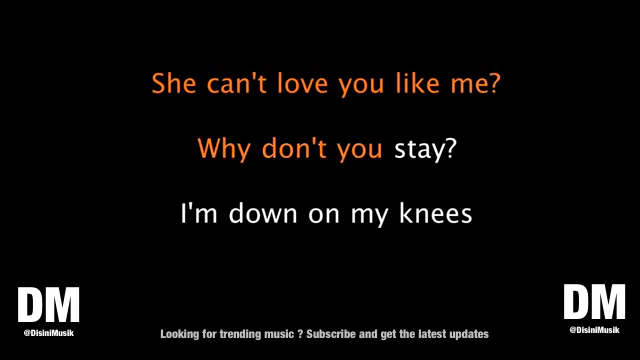 She can't love you like me?
Why don't you stay?
I'm down on my knees
DM
@DisiniMusik
DM
@DisiniMusik
Looking for trending music ? Subscribe and get the latest updates